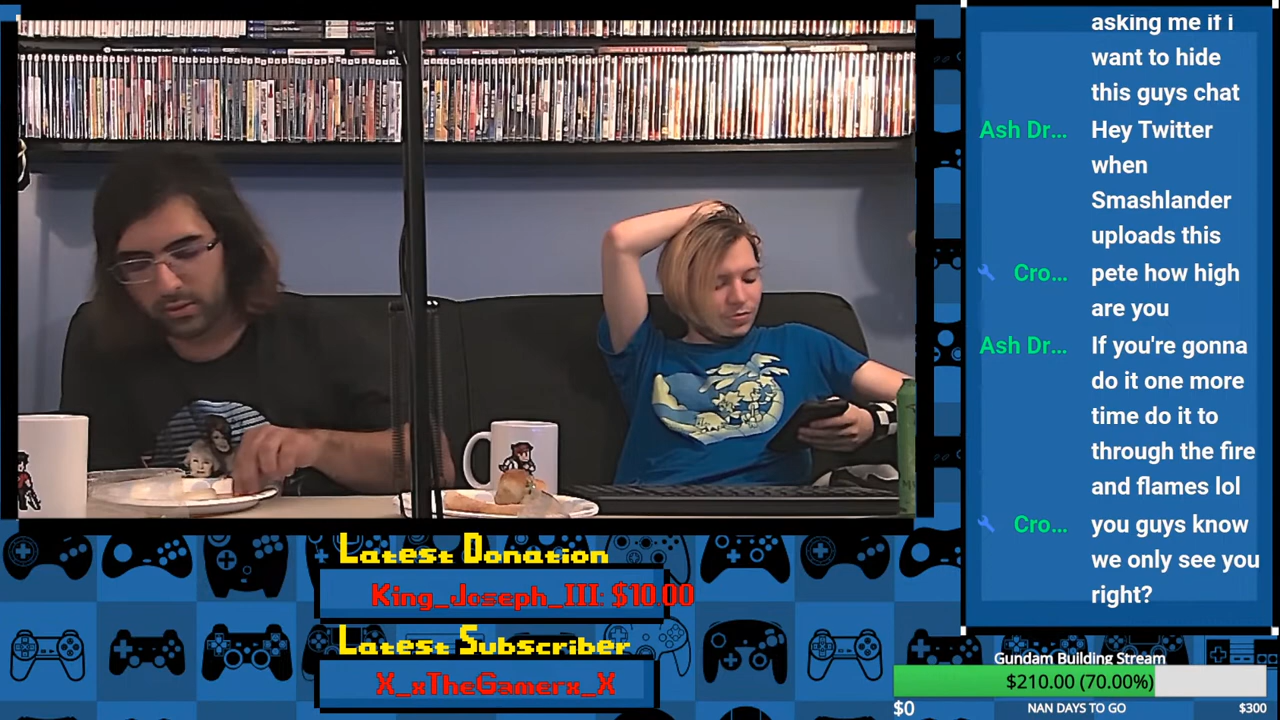 asking me if i
want to hide
this guys chat
Ash Dr... Hey Twitter
when
Smashlander
uploads this
Cro... pete how high
are you
Ash Dr... If you're gonna
do it one more
time do it to
through the fire
and flames lol
Cro... you guys know
we only see you
right?
Latest Donation
King_Joseph_III: $10.00
Latest Subscriber
X_xTheGamerx_X
Gundam Building Stream
$210.00 (70.00%)
$0 NAN DAYS TO GO $300